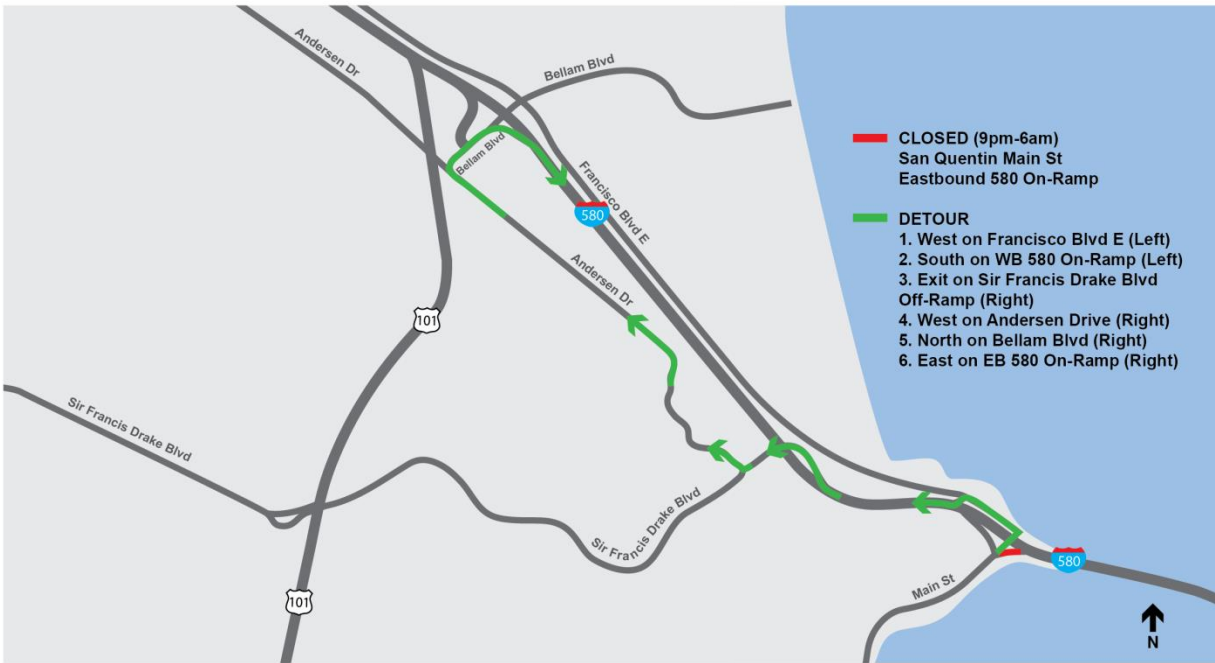 Andersen Dr
Bellam Blvd
Bellam Blvd
Francisco Blvd E
580
Andersen Dr
101
Sir Francis Drake Blvd
Sir Francis Drake Blvd
101
Main St
580
N
CLOSED (9pm-6am)
San Quentin Main St
Eastbound 580 On-Ramp
DETOUR
1. West on Francisco Blvd E (Left)
2. South on WB 580 On-Ramp (Left)
3. Exit on Sir Francis Drake Blvd
Off-Ramp (Right)
4. West on Andersen Drive (Right)
5. North on Bellam Blvd (Right)
6. East on EB 580 On-Ramp (Right)